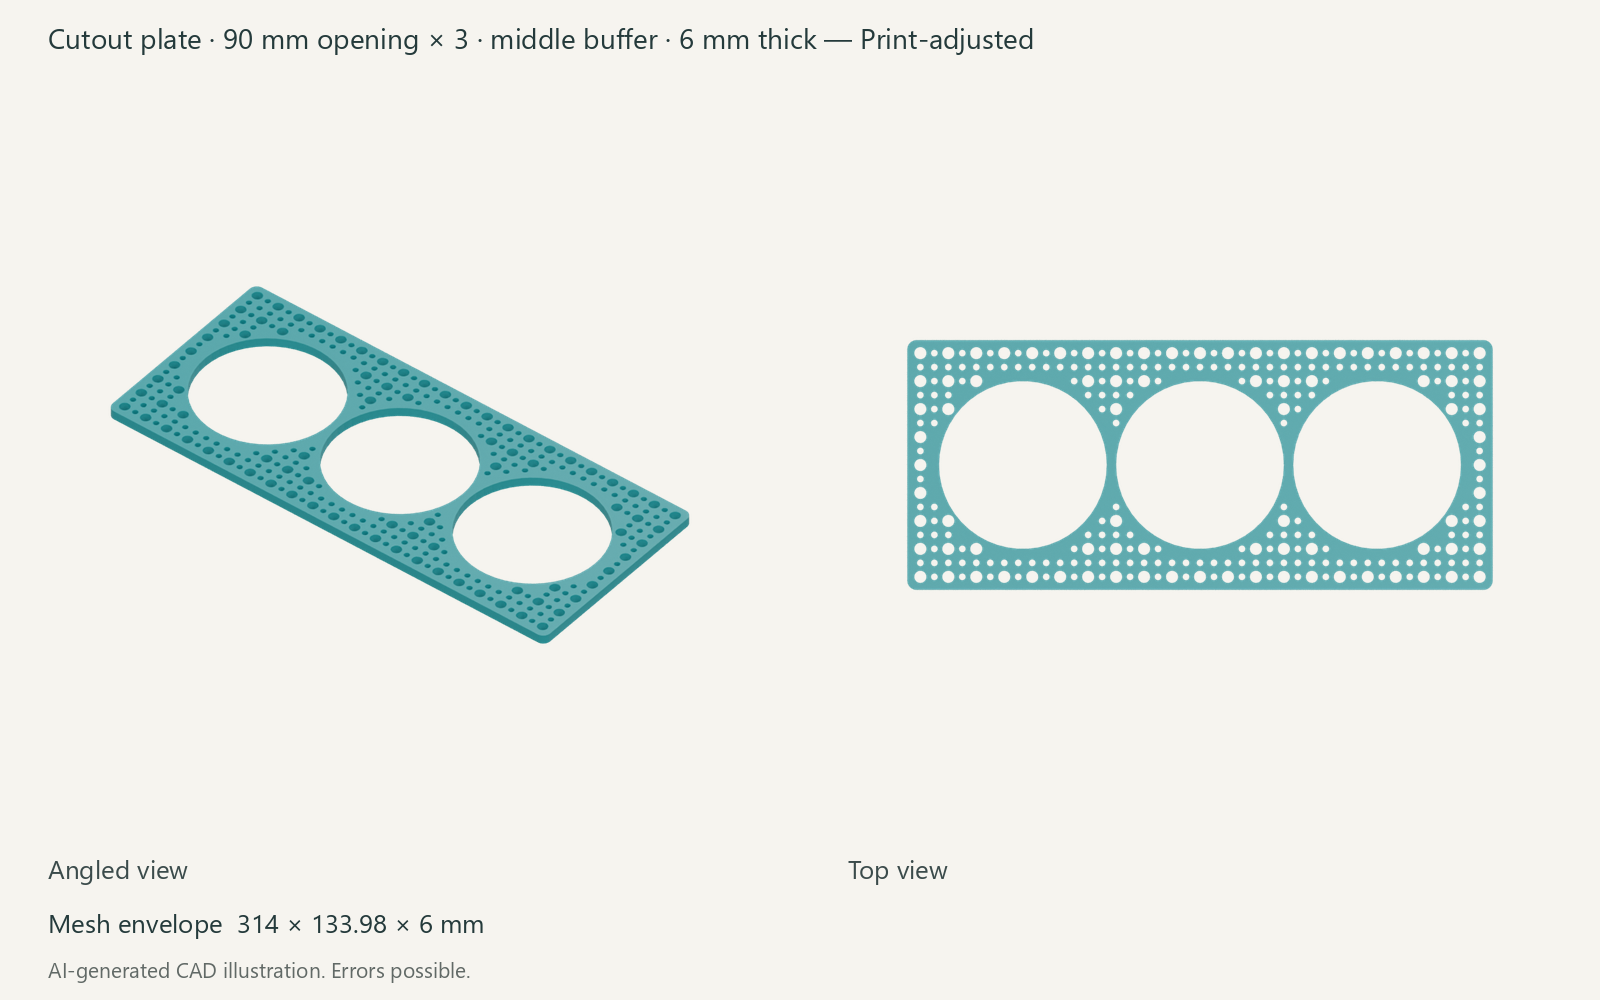 Cutout plate · 90 mm opening × 3 · middle buffer · 6 mm thick — Print-adjusted
Angled view
Top view
Mesh envelope 314 × 133.98 × 6 mm
AI-generated CAD illustration. Errors possible.